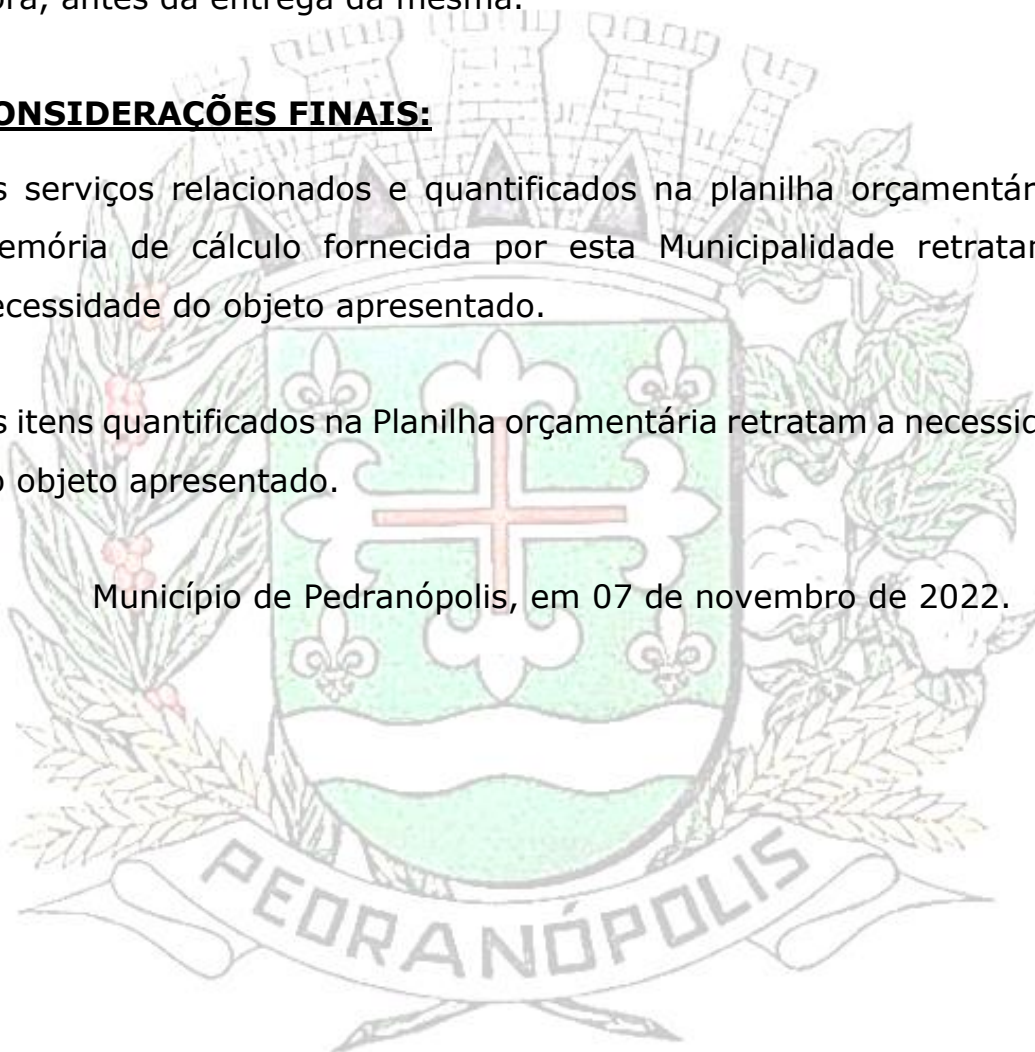 ora, antes da entrega da mesma.
ONSIDERAÇÕES FINAIS:
s serviços relacionados e quantificados na planilha orçamentár
emória de cálculo fornecida por esta Municipalidade retratar
ecessidade do objeto apresentado.
s itens quantificados na Planilha orçamentária retratam a necessid
o objeto apresentado.
Município de Pedranópolis, em 07 de novembro de 2022.
PEDRANÓPOLIS